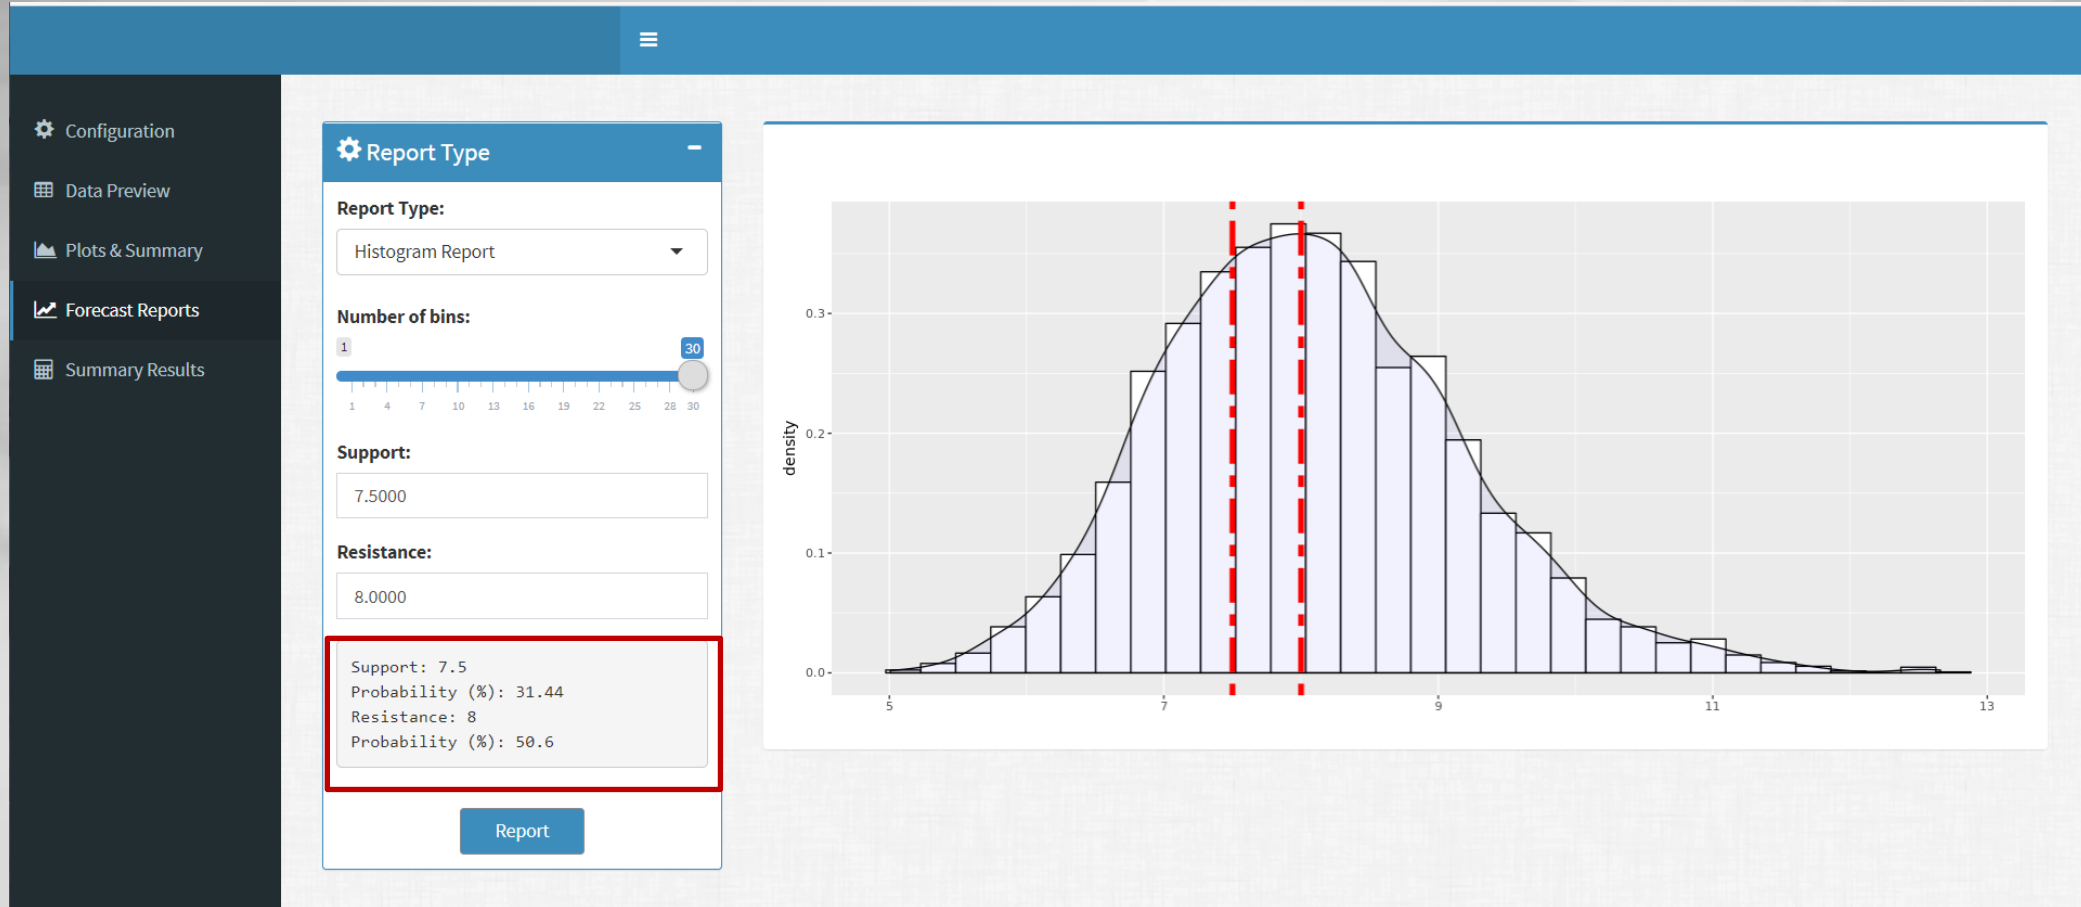 Configuration
Data Preview
Plots & Summary
Forecast Reports
Summary Results
Report Type
Report Type:
Histogram Report
Number of bins:
1
30
1 4 7 10 13 16 19 22 25 28 30
Support:
7.5000
Resistance:
8.0000
Support: 7.5
Probability (%): 31.44
Resistance: 8
Probability (%): 50.6
Report
density
0.3
0.2
0.1
0.0
5 7 9 11 13